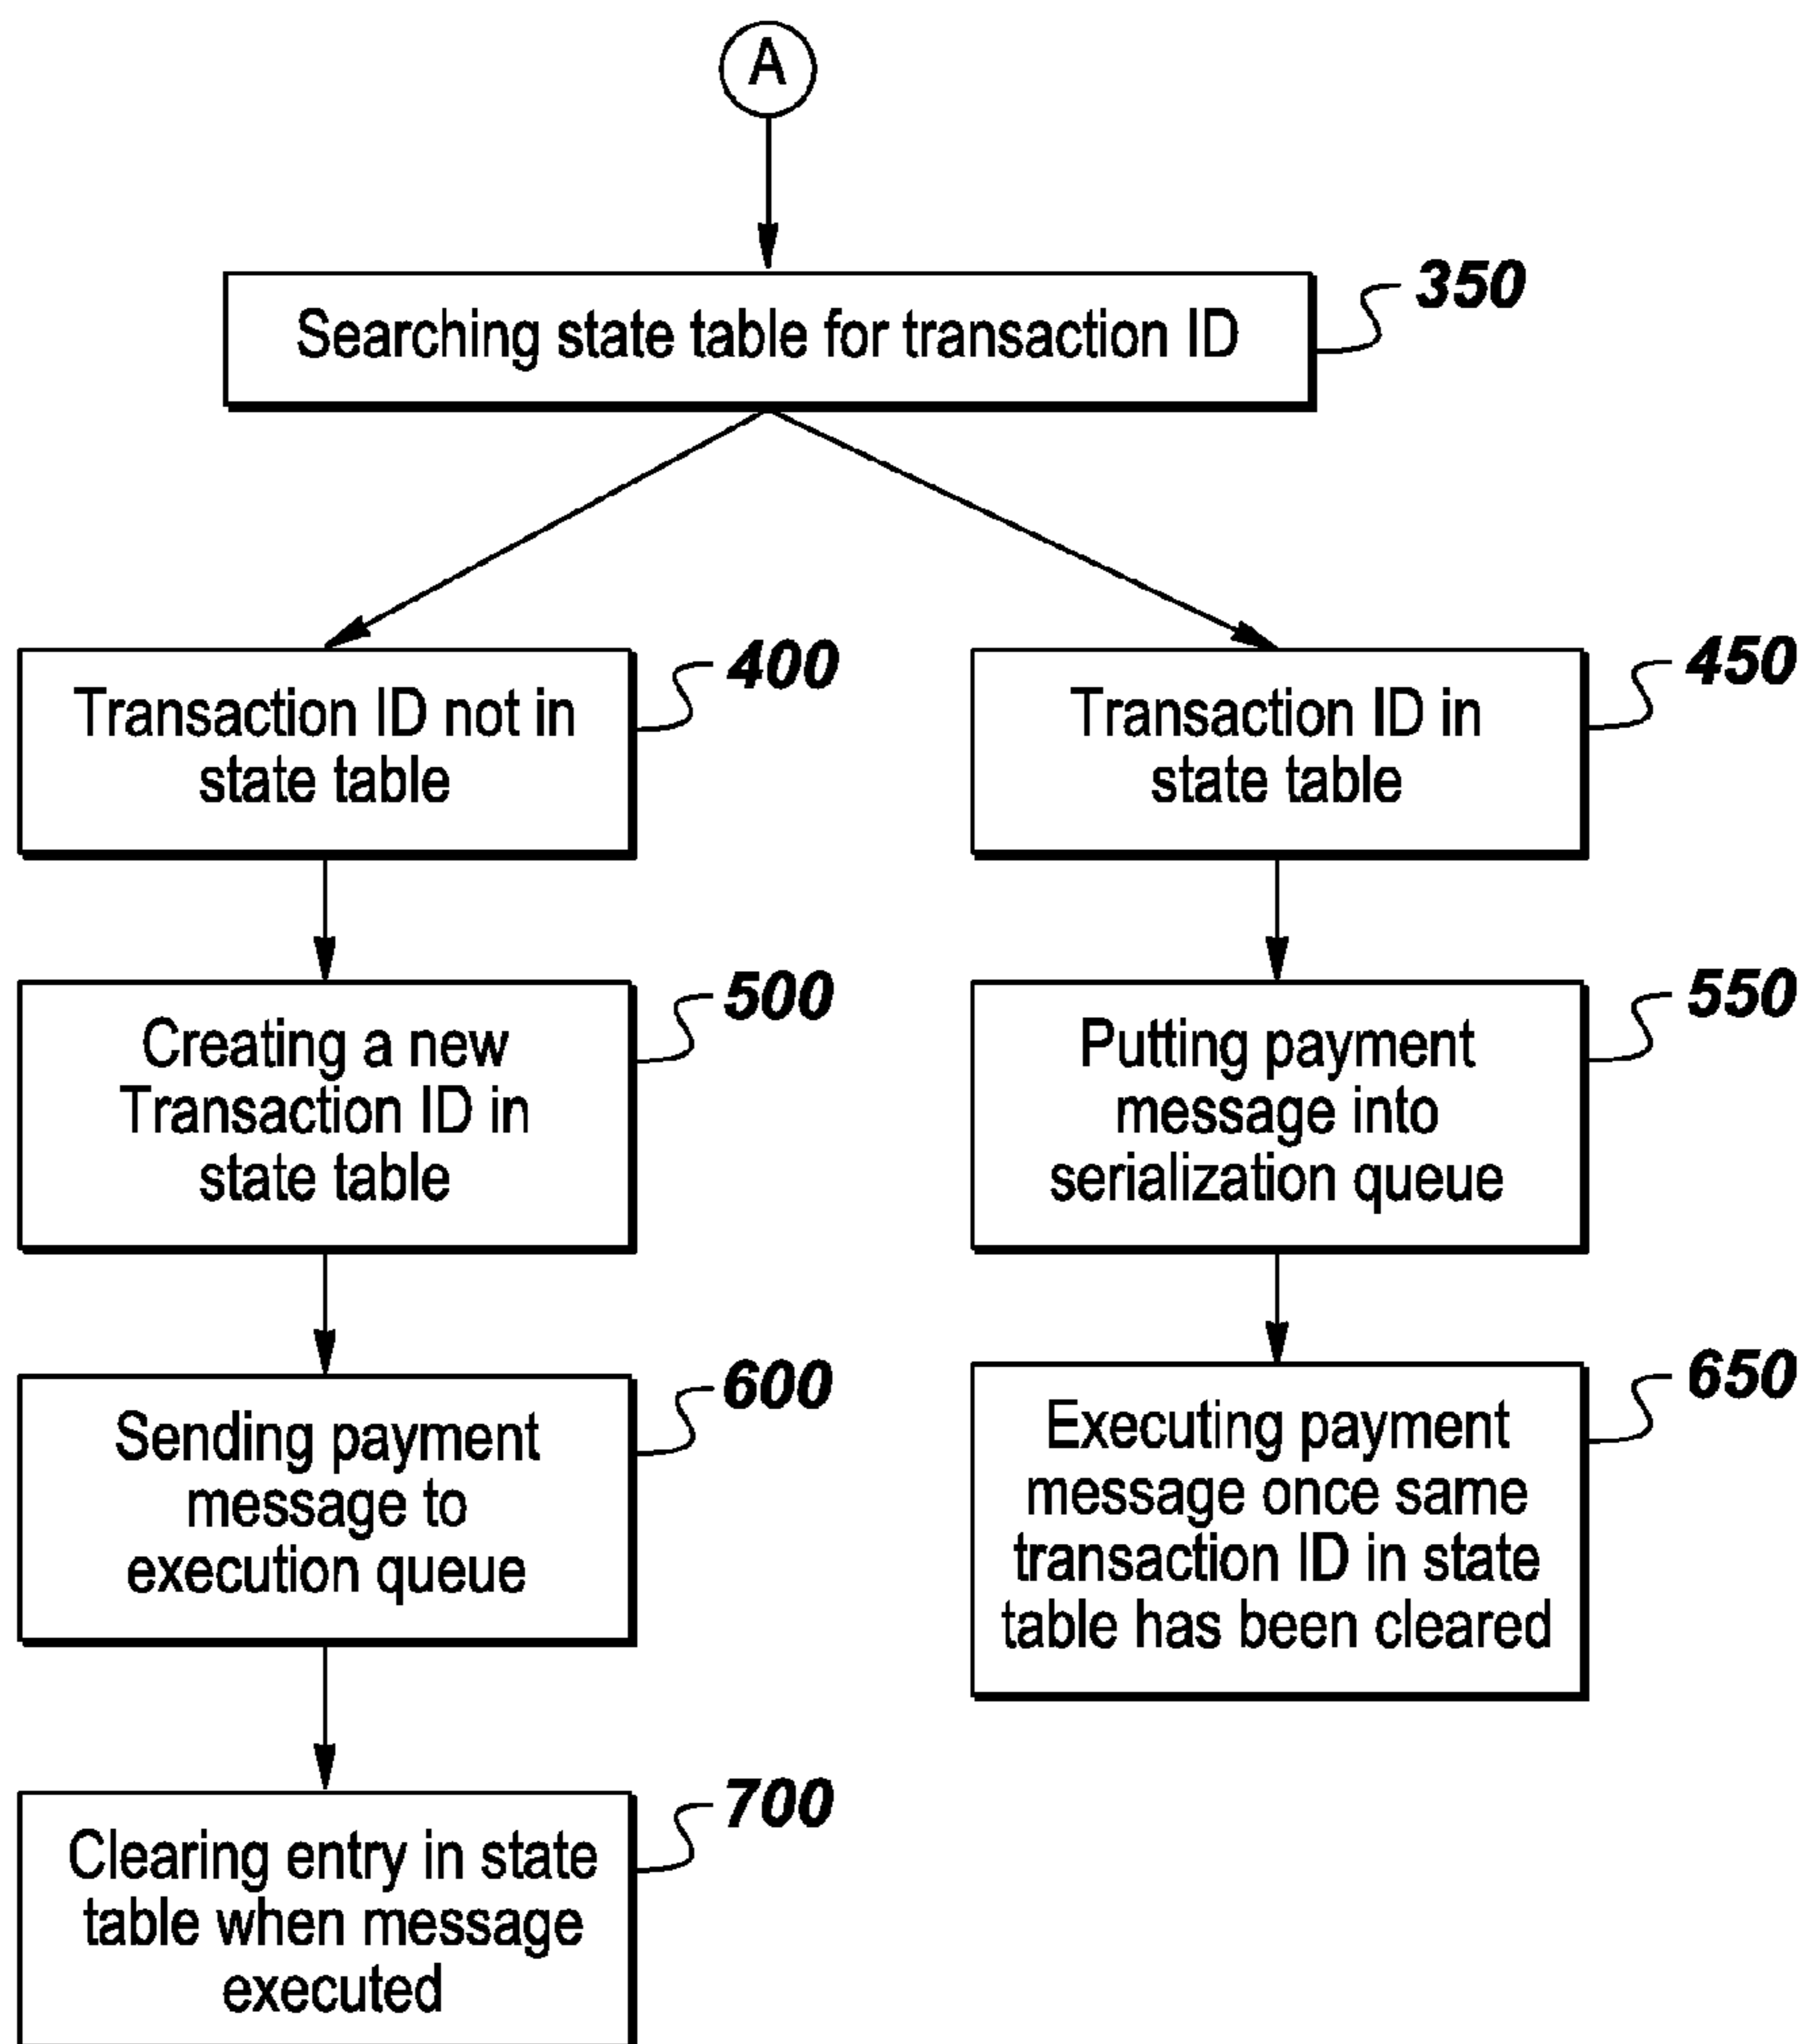 A
Searching state table for transaction ID
350
Transaction ID not in
state table
400
Transaction ID in
state table
450
Creating a new
Transaction ID in
state table
500
Putting payment
message into
serialization queue
550
Sending payment
message to
execution queue
600
Executing payment
message once same
transaction ID in state
table has been cleared
650
Clearing entry in state
table when message
executed
700